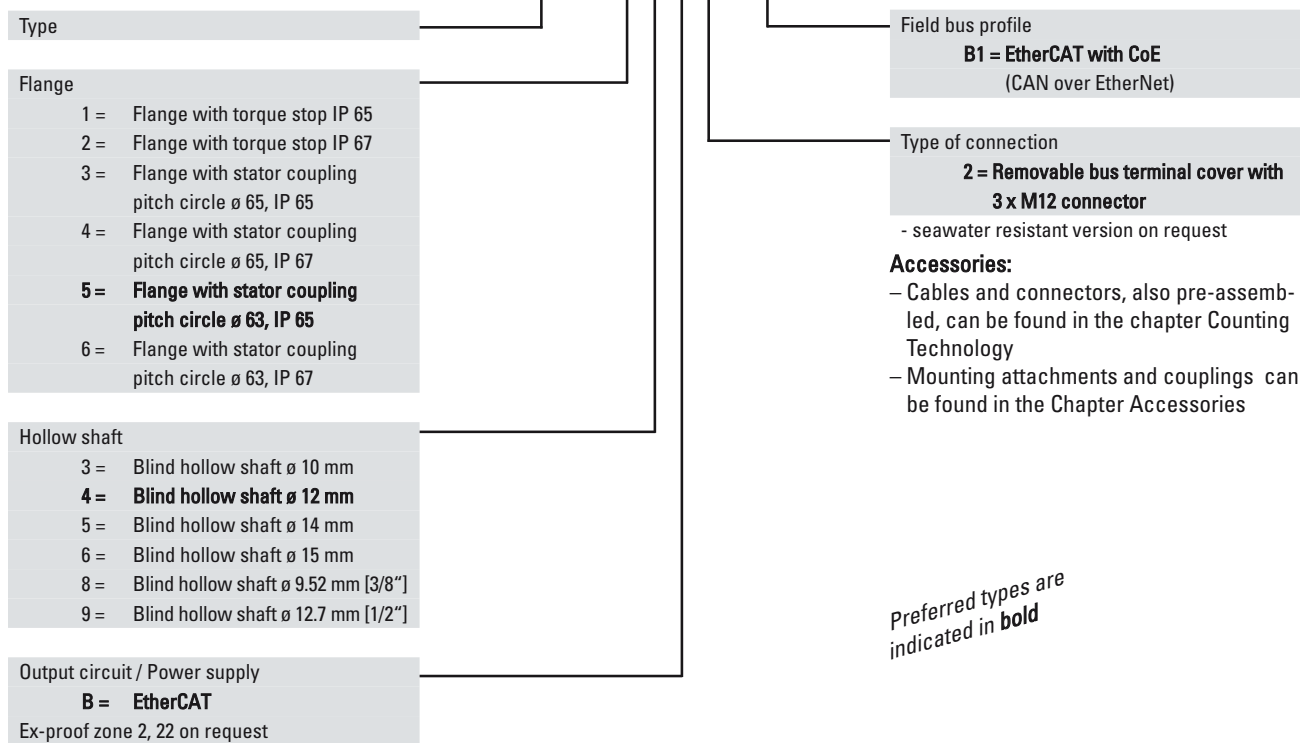 Type
Flange
1 = Flange with torque stop IP 65
2 = Flange with torque stop IP 67
3 = Flange with stator coupling
pitch circle ø 65, IP 65
4 = Flange with stator coupling
pitch circle ø 65, IP 67
5 = Flange with stator coupling
pitch circle ø 63, IP 65
6 = Flange with stator coupling
pitch circle ø 63, IP 67
Hollow shaft
3 = Blind hollow shaft ø 10 mm
4 = Blind hollow shaft ø 12 mm
5 = Blind hollow shaft ø 14 mm
6 = Blind hollow shaft ø 15 mm
8 = Blind hollow shaft ø 9.52 mm [3/8“]
9 = Blind hollow shaft ø 12.7 mm [1/2“]
Output circuit / Power supply
B = EtherCAT
Ex-proof zone 2, 22 on request
Field bus profile
B1 = EtherCAT with CoE
(CAN over EtherNet)
Type of connection
2 = Removable bus terminal cover with
3 x M12 connector
- seawater resistant version on request
Accessories:
– Cables and connectors, also pre-assemb-
led, can be found in the chapter Counting
Technology
– Mounting attachments and couplings can
be found in the Chapter Accessories
Preferred types are
indicated in bold